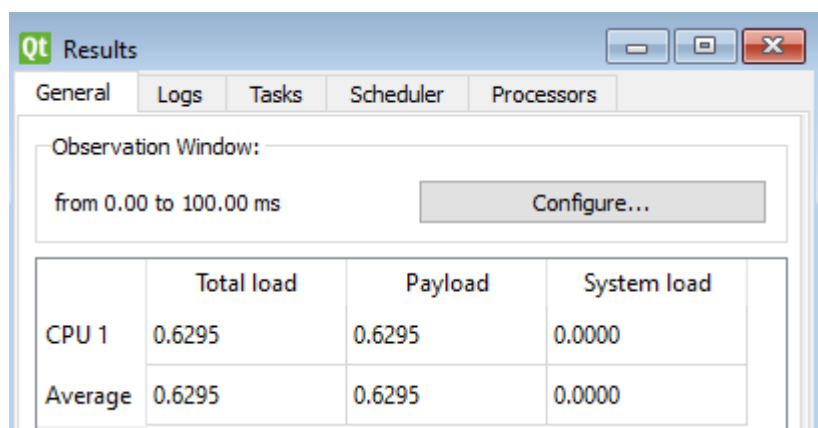 Qt Results
General Logs Tasks Scheduler Processors
Observation Window:
from 0.00 to 100.00 ms Configure...
Total load Payload System load
CPU 1 0.6295 0.6295 0.0000
Average 0.6295 0.6295 0.0000